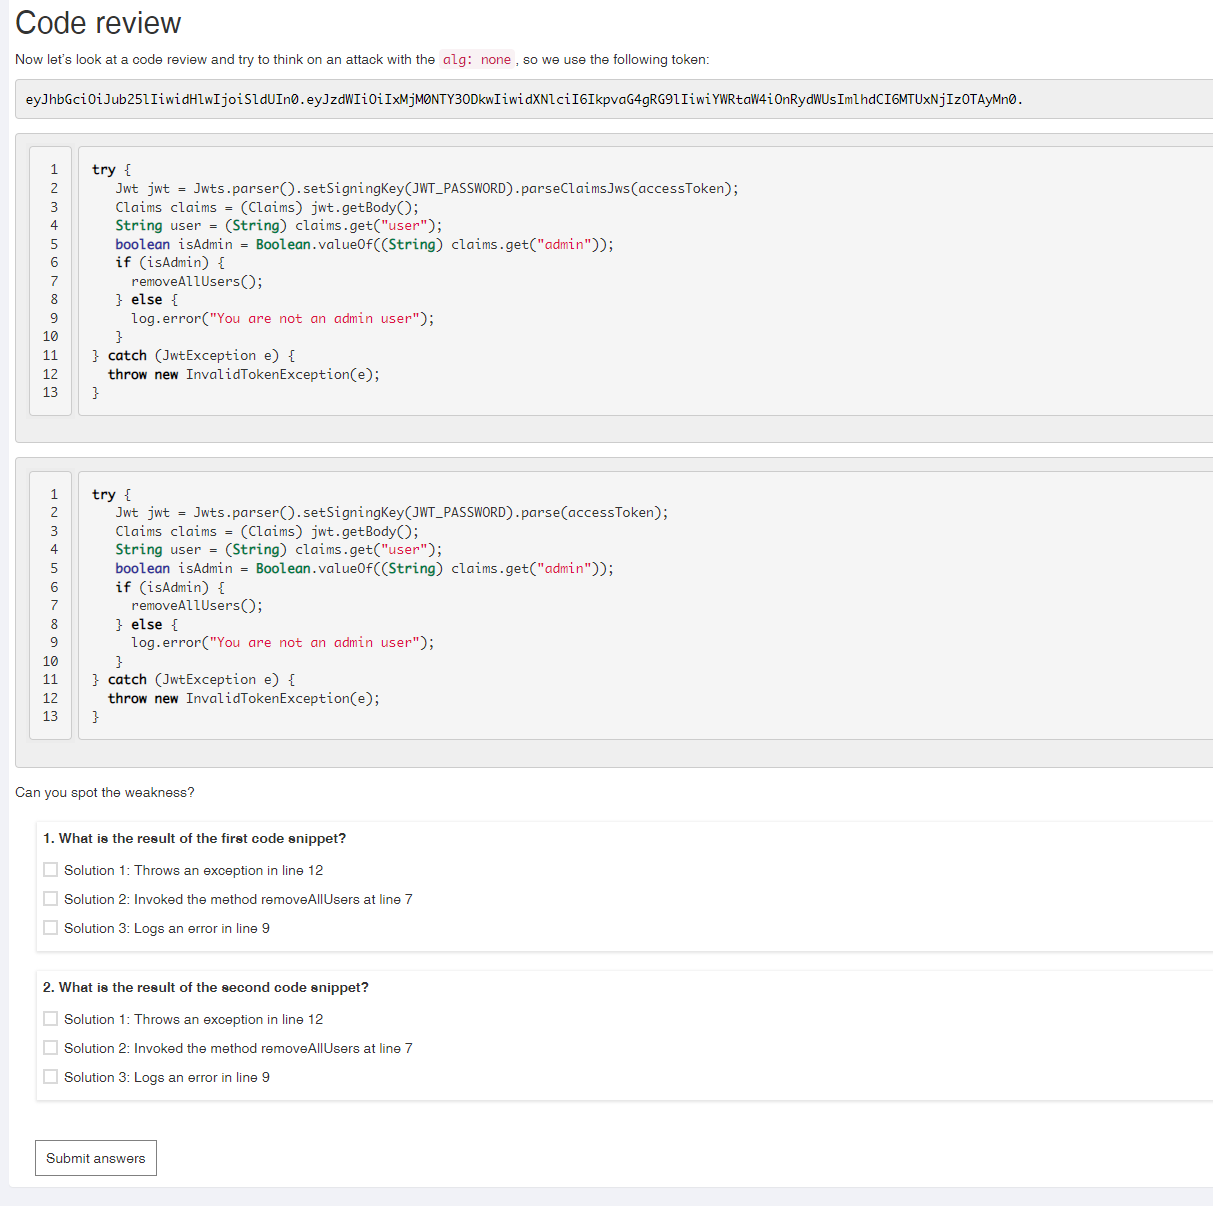 Code review
Now let's look at a code review and try to think on an attack with the alg: none , so we use the following token:
eyJhbGciOiJub25lIiwidHlwIjoiSldUIn0.eyJzdWIiOiIxMjM0NTY3ODkwIiwidXNlciI6IkpvaG4gRG9lIiwiYWRtaW4iOnRydWUsImlhdCI6MTUxNjIzOTAyMn0.
1 try {
2 Jwt jwt = Jwts.parser().setSigningKey(JWT_PASSWORD).parseClaimsJws(accessToken);
3 Claims claims = (Claims) jwt.getBody();
4 String user = (String) claims.get("user");
5 boolean isAdmin = Boolean.valueOf((String) claims.get("admin"));
6 if (isAdmin) {
7 removeAllUsers();
8 } else {
9 log.error("You are not an admin user");
10 }
11 } catch (JwtException e) {
12 throw new InvalidTokenException(e);
13 }
1 try {
2 Jwt jwt = Jwts.parser().setSigningKey(JWT_PASSWORD).parse(accessToken);
3 Claims claims = (Claims) jwt.getBody();
4 String user = (String) claims.get("user");
5 boolean isAdmin = Boolean.valueOf((String) claims.get("admin"));
6 if (isAdmin) {
7 removeAllUsers();
8 } else {
9 log.error("You are not an admin user");
10 }
11 } catch (JwtException e) {
12 throw new InvalidTokenException(e);
13 }
Can you spot the weakness?
1. What is the result of the first code snippet?
Solution 1: Throws an exception in line 12
Solution 2: Invoked the method removeAllUsers at line 7
Solution 3: Logs an error in line 9
2. What is the result of the second code snippet?
Solution 1: Throws an exception in line 12
Solution 2: Invoked the method removeAllUsers at line 7
Solution 3: Logs an error in line 9
Submit answers